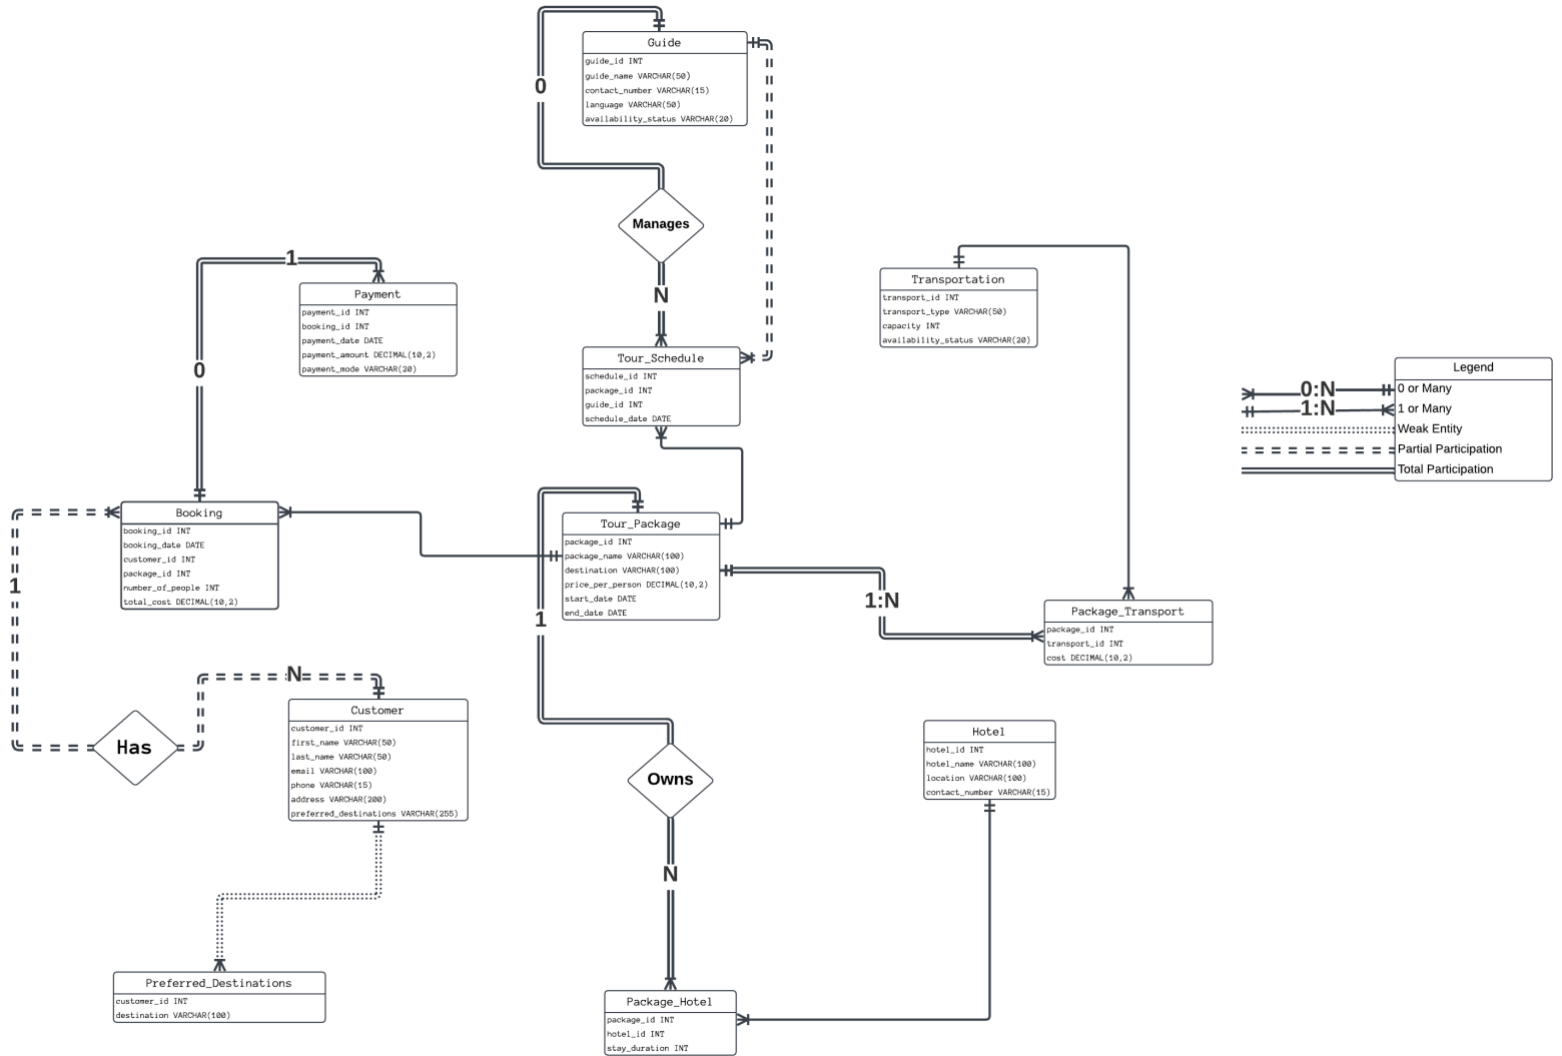 Guide
guide_id INT
guide_name VARCHAR(50)
contact_number VARCHAR(15)
language VARCHAR(50)
availability_status VARCHAR(20)
0
Manages
N
1
0
Payment
payment_id INT
booking_id INT
payment_date DATE
payment_amount DECIMAL(10,2)
payment_mode VARCHAR(20)
Tour_Schedule
schedule_id INT
package_id INT
guide_id INT
schedule_date DATE
Transportation
transport_id INT
transport_type VARCHAR(50)
capacity INT
availability_status VARCHAR(20)
Legend
0:N
0 or Many
1:N
1 or Many
Weak Entity
Partial Participation
Total Participation
Booking
booking_id INT
booking_date DATE
customer_id INT
package_id INT
number_of_people INT
total_cost DECIMAL(10,2)
1
Tour_Package
package_id INT
package_name VARCHAR(100)
destination VARCHAR(100)
price_per_person DECIMAL(10,2)
start_date DATE
end_date DATE
1
1:N
Package_Transport
package_id INT
transport_id INT
cost DECIMAL(10,2)
N
Has
Customer
customer_id INT
first_name VARCHAR(50)
last_name VARCHAR(50)
email VARCHAR(100)
phone VARCHAR(15)
address VARCHAR(200)
preferred_destinations VARCHAR(255)
Owns
N
Hotel
hotel_id INT
hotel_name VARCHAR(100)
location VARCHAR(100)
contact_number VARCHAR(15)
Preferred_Destinations
customer_id INT
destination VARCHAR(100)
Package_Hotel
package_id INT
hotel_id INT
stay_duration INT